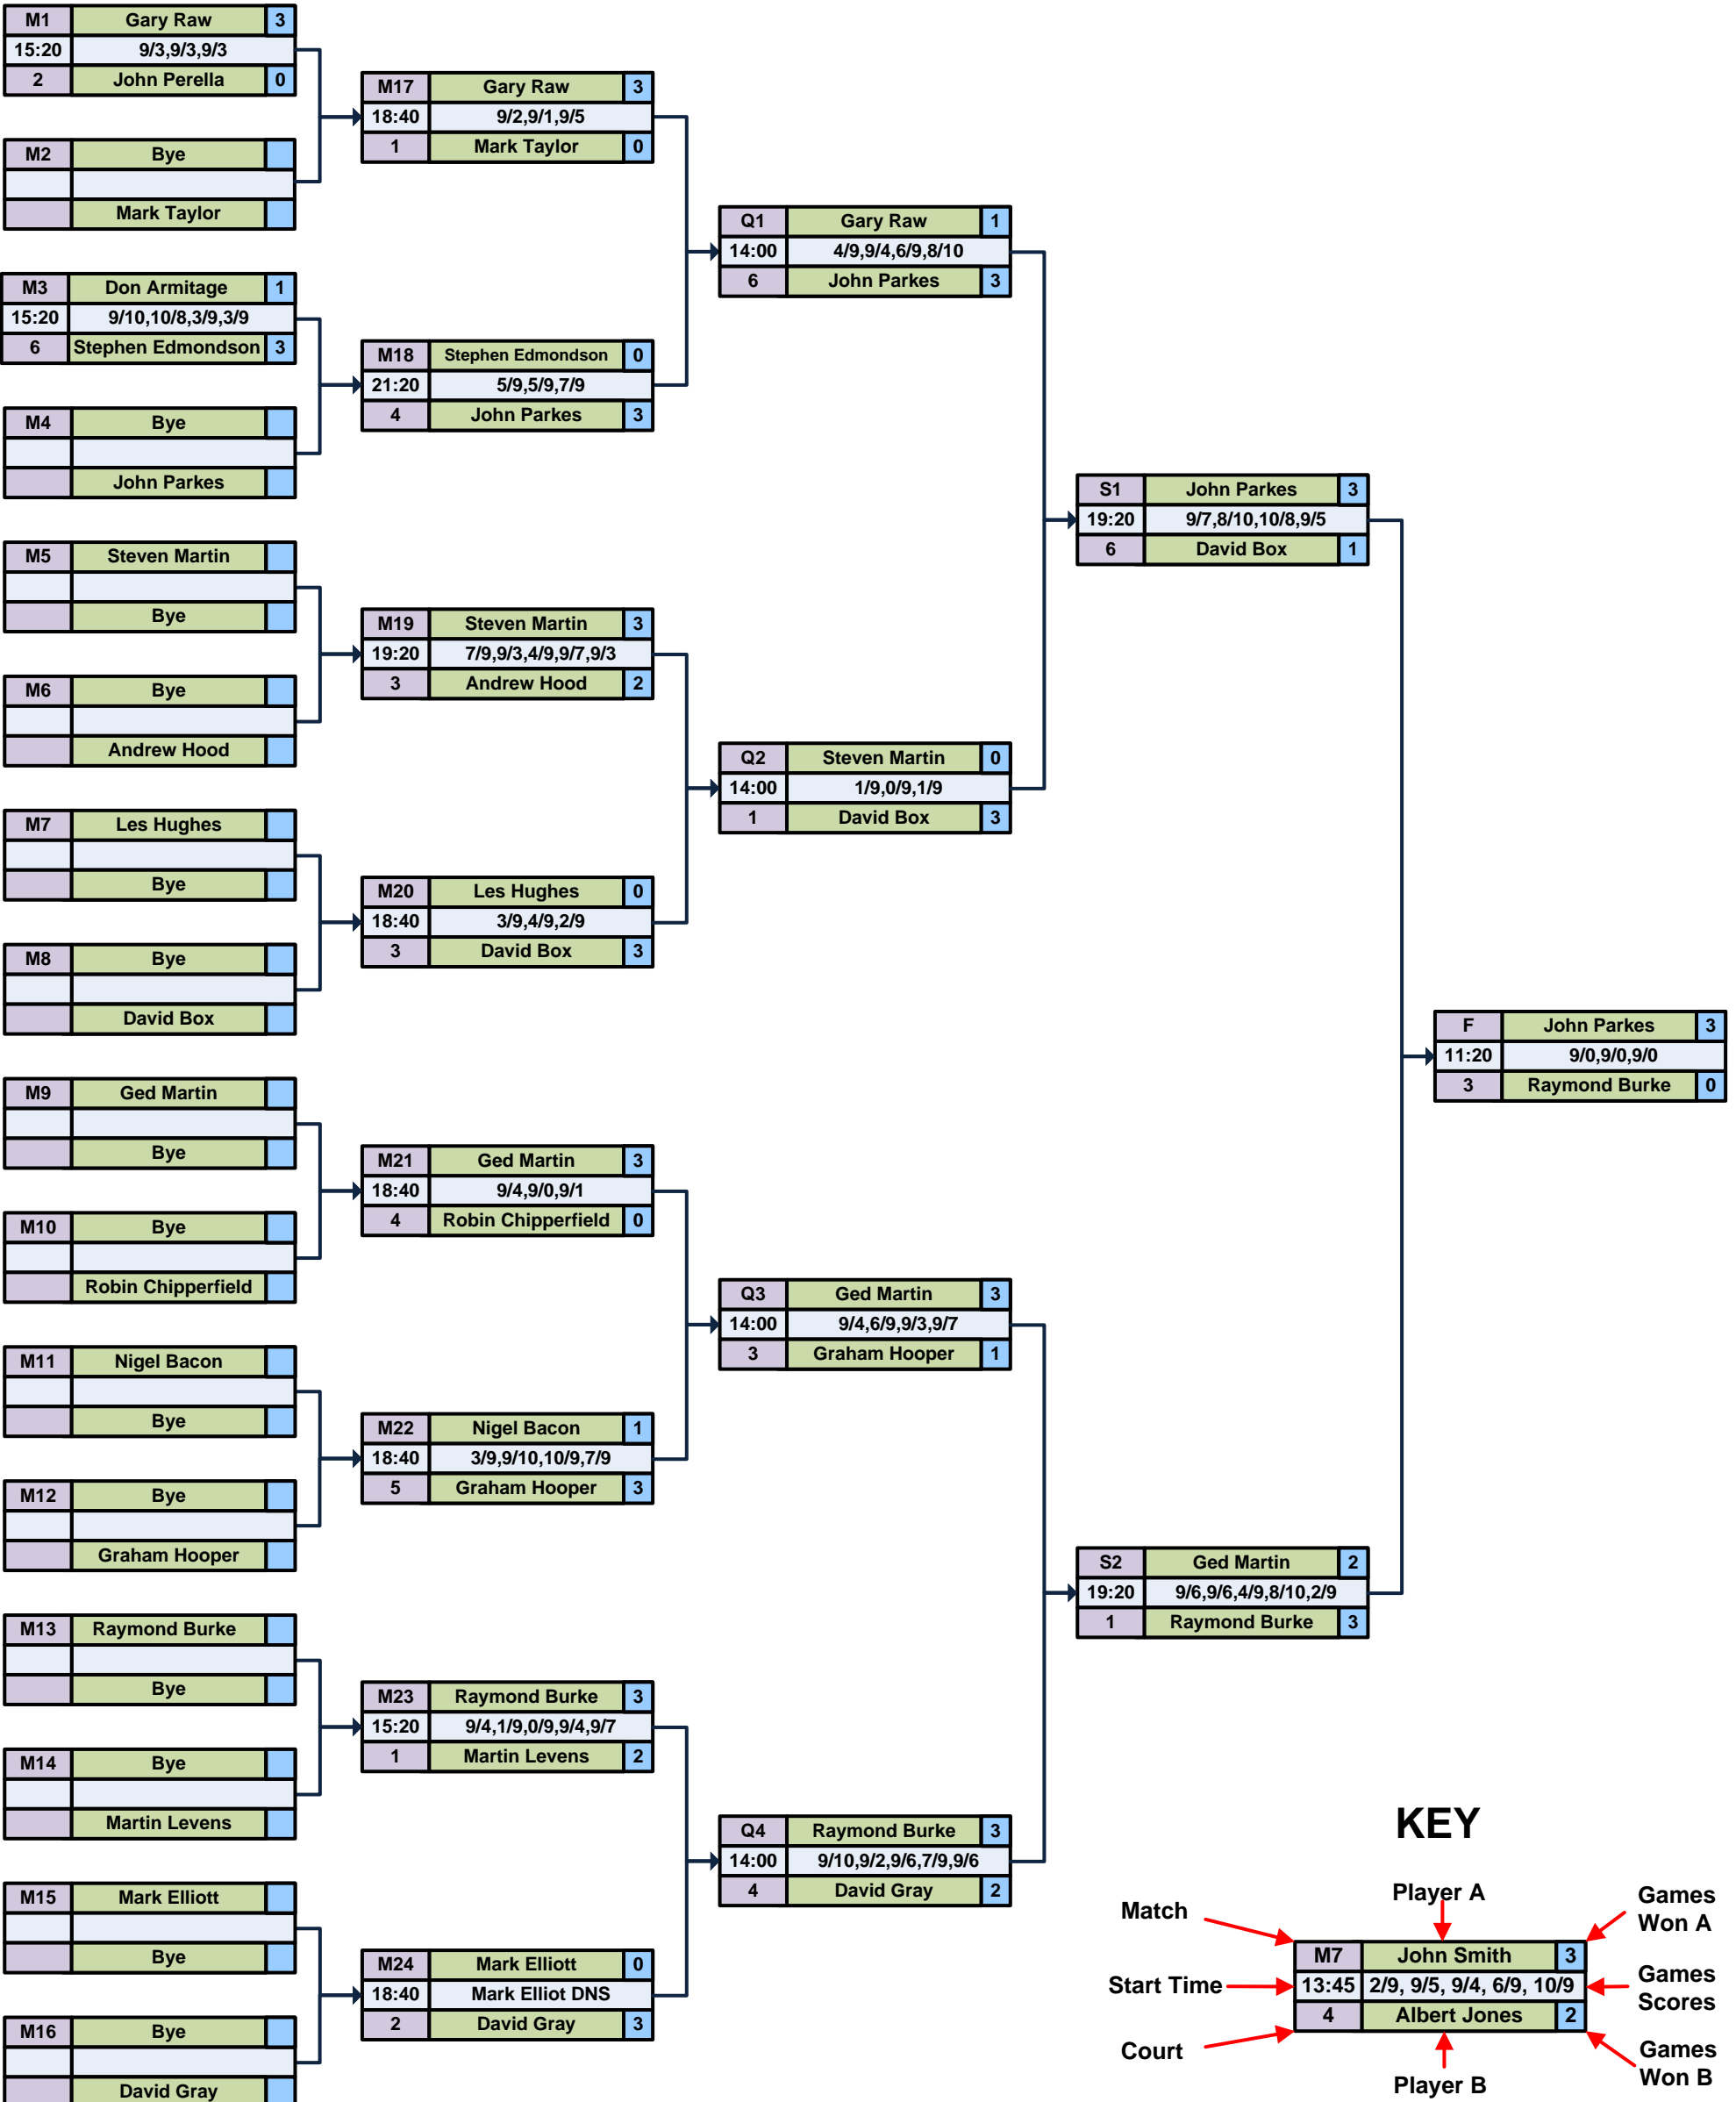 M1 Gary Raw 3
15:20 9/3,9/3,9/3
2 John Perella 0
M2 Bye
Mark Taylor
M3 Don Armitage 1
15:20 9/10,10/8,3/9,3/9
6 Stephen Edmondson 3
M4 Bye
John Parkes
M5 Steven Martin
Bye
M6 Bye
Andrew Hood
M7 Les Hughes
Bye
M8 Bye
David Box
M9 Ged Martin
Bye
M10 Bye
Robin Chipperfield
M11 Nigel Bacon
Bye
M12 Bye
Graham Hooper
M13 Raymond Burke
Bye
M14 Bye
Martin Levens
M15 Mark Elliott
Bye
M16 Bye
David Gray
M17 Gary Raw 3
18:40 9/2,9/1,9/5
1 Mark Taylor 0
M18 Stephen Edmondson 0
21:20 5/9,5/9,7/9
4 John Parkes 3
M19 Steven Martin 3
19:20 7/9,9/3,4/9,9/7,9/3
3 Andrew Hood 2
M20 Les Hughes 0
18:40 3/9,4/9,2/9
3 David Box 3
M21 Ged Martin 3
18:40 9/4,9/0,9/1
4 Robin Chipperfield 0
M22 Nigel Bacon 1
18:40 3/9,9/10,10/9,7/9
5 Graham Hooper 3
M23 Raymond Burke 3
15:20 9/4,1/9,0/9,9/4,9/7
1 Martin Levens 2
M24 Mark Elliott 0
18:40 Mark Elliot DNS
2 David Gray 3
Q1 Gary Raw 1
14:00 4/9,9/4,6/9,8/10
6 John Parkes 3
Q2 Steven Martin 0
14:00 1/9,0/9,1/9
1 David Box 3
Q3 Ged Martin 3
14:00 9/4,6/9,9/3,9/7
3 Graham Hooper 1
Q4 Raymond Burke 3
14:00 9/10,9/2,9/6,7/9,9/6
4 David Gray 2
S1 John Parkes 3
19:20 9/7,8/10,10/8,9/5
6 David Box 1
S2 Ged Martin 2
19:20 9/6,9/6,4/9,8/10,2/9
1 Raymond Burke 3
F John Parkes 3
11:20 9/0,9/0,9/0
3 Raymond Burke 0
KEY
Match
Player A
Games
Won A
M7 John Smith 3
Start Time
13:45 2/9, 9/5, 9/4, 6/9, 10/9
Games
Scores
4 Albert Jones 2
Court
Player B
Games
Won B